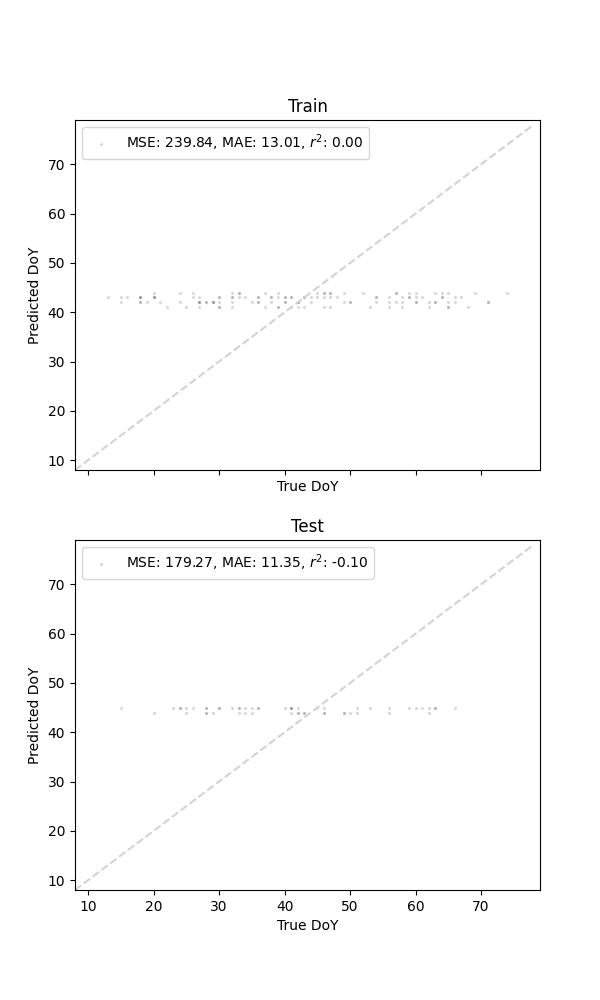 Train
MSE: 239.84, MAE: 13.01, r²: 0.00
70
60
50
40
30
20
10
Predicted DoY
True DoY
Test
MSE: 179.27, MAE: 11.35, r²: -0.10
70
60
50
40
30
20
10
Predicted DoY
10 20 30 40 50 60 70
True DoY